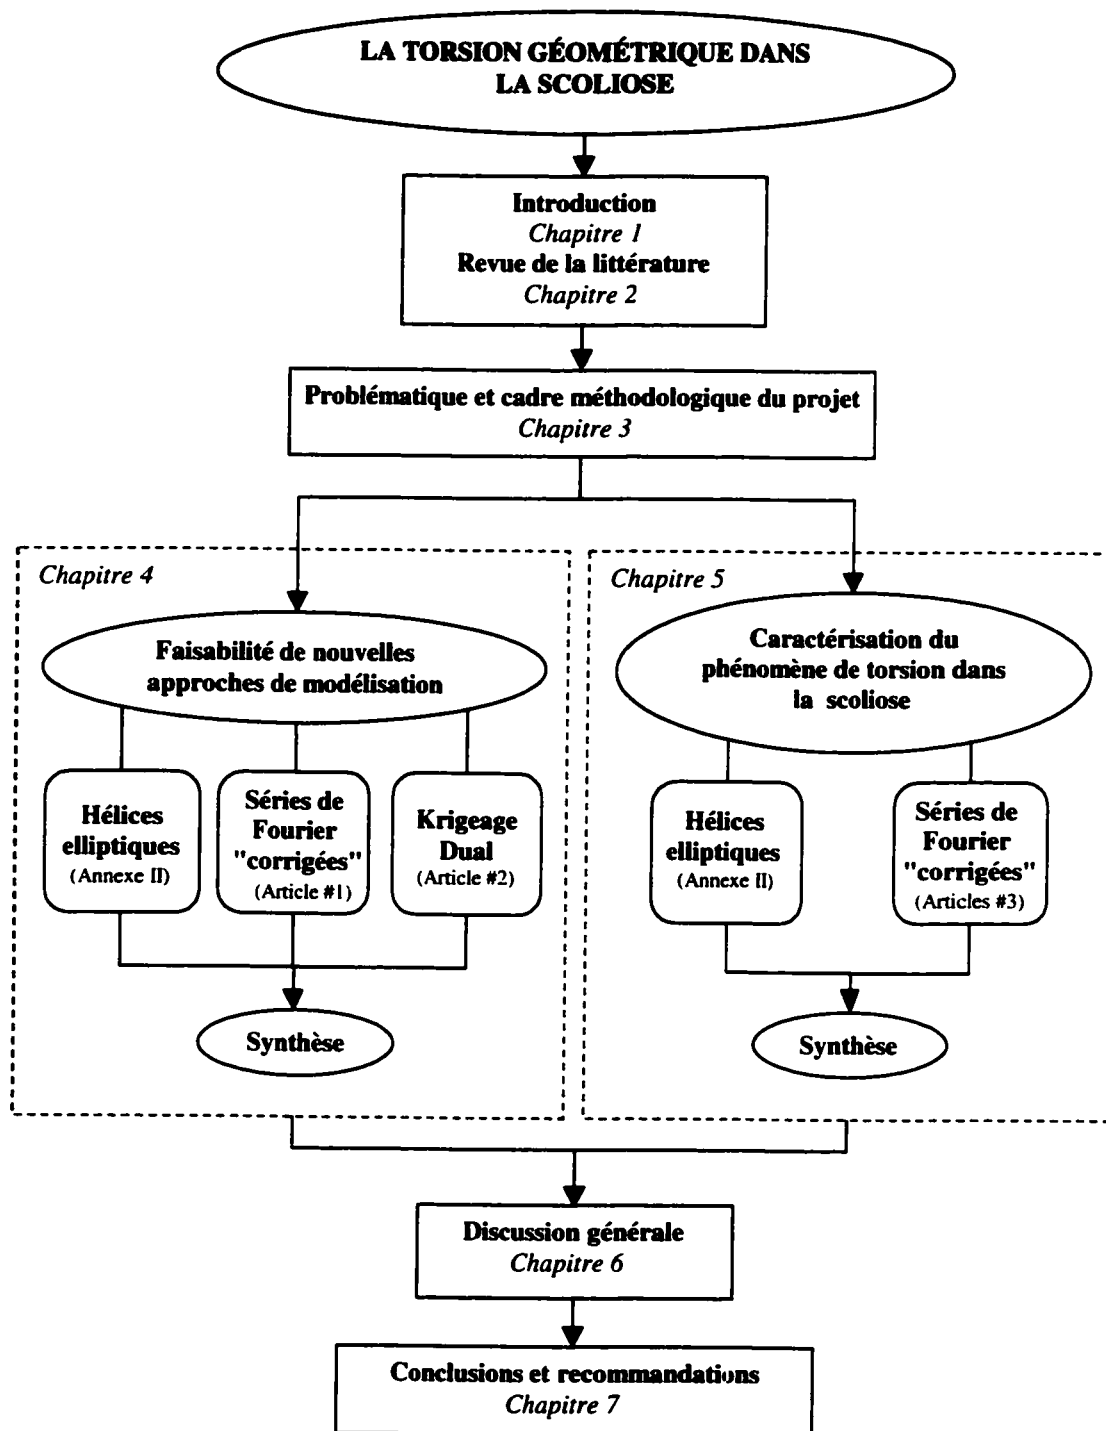 LA TORSION GÉOMÉTRIQUE DANS
LA SCOLIOSE
Introduction
Chapitre 1
Revue de la littérature
Chapitre 2
Problématique et cadre méthodologique du projet
Chapitre 3
Chapitre 4
Faisabilité de nouvelles
approches de modélisation
Hélices
elliptiques
(Annexe II)
Séries de
Fourier
"corrigées"
(Article #1)
Krigeage
Dual
(Article #2)
Synthèse
Chapitre 5
Caractérisation du
phénomène de torsion dans
la scoliose
Hélices
elliptiques
(Annexe II)
Séries de
Fourier
"corrigées"
(Articles #3)
Synthèse
Discussion générale
Chapitre 6
Conclusions et recommandations
Chapitre 7